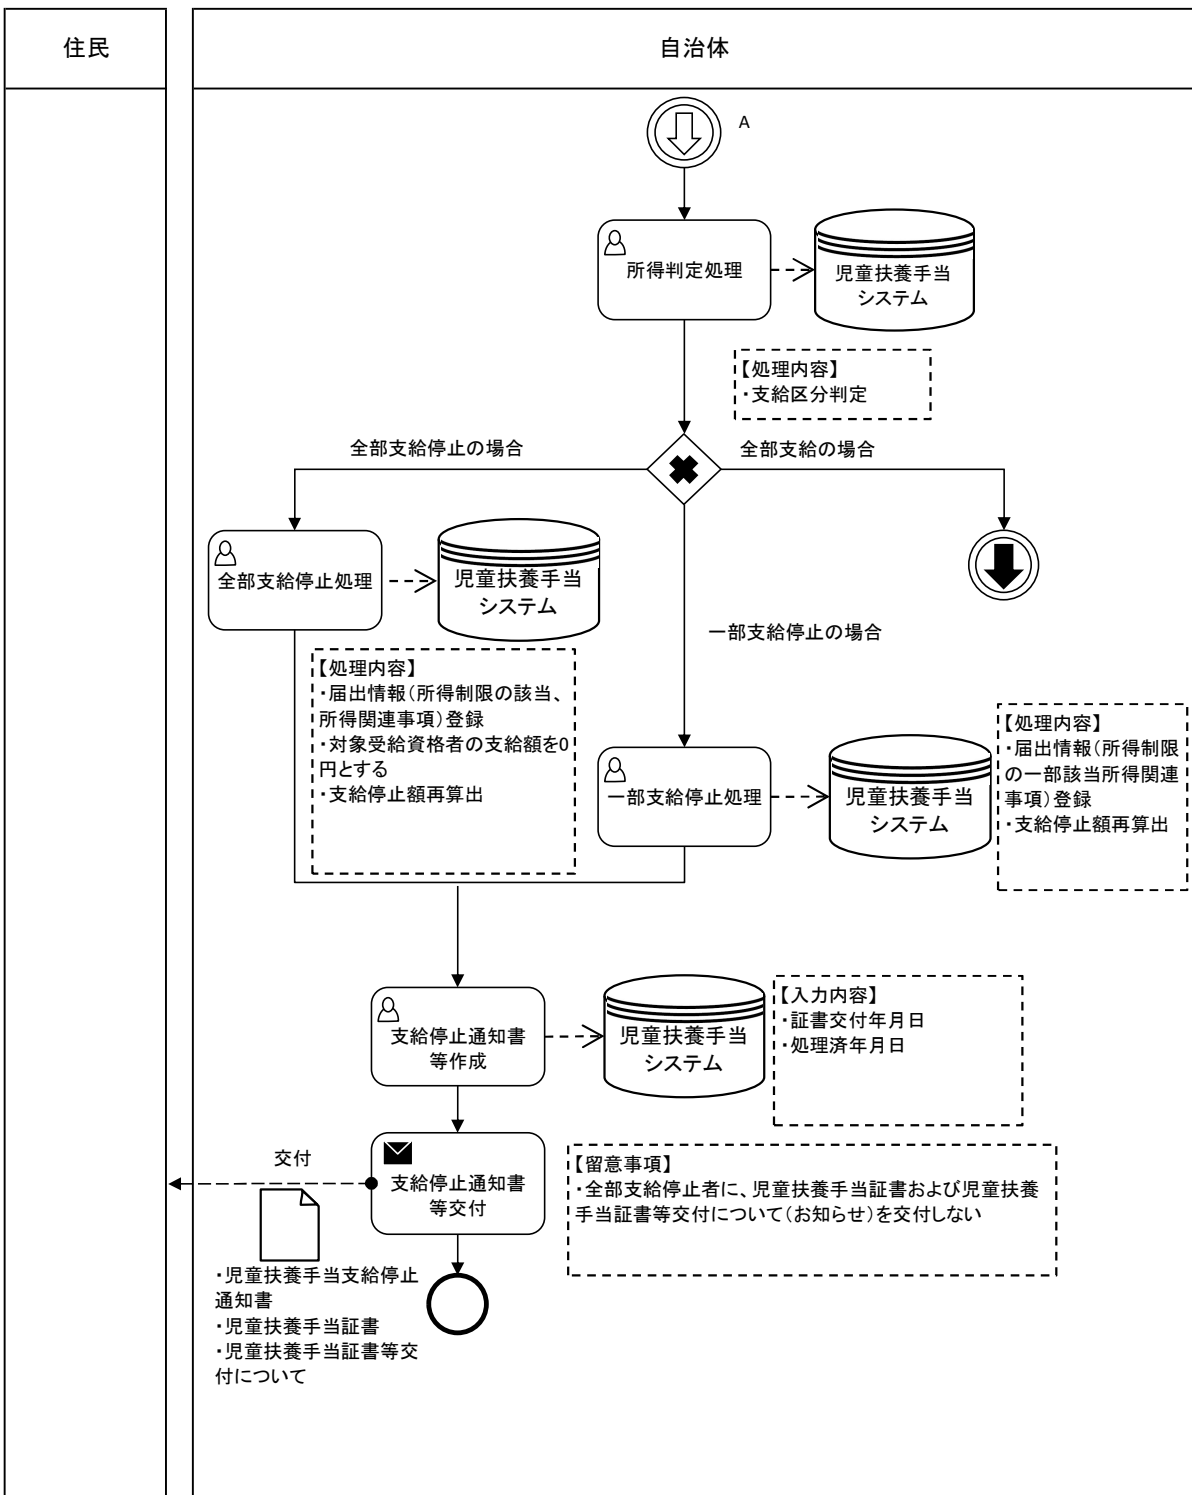 住民
自治体
A
所得判定処理
児童扶養手当
システム
【処理内容】
・支給区分判定
全部支給停止の場合
全部支給の場合
全部支給停止処理
児童扶養手当
システム
一部支給停止の場合
【処理内容】
・届出情報（所得制限の該当、
所得関連事項）登録
・対象受給資格者の支給額を0
円とする
・支給停止額再算出
一部支給停止処理
児童扶養手当
システム
【処理内容】
・届出情報（所得制限
の一部該当所得関連
事項）登録
・支給停止額再算出
支給停止通知書
等作成
児童扶養手当
システム
【入力内容】
・証書交付年月日
・処理済年月日
交付
支給停止通知書
等交付
【留意事項】
・全部支給停止者に、児童扶養手当証書および児童扶養
手当証書等交付について（お知らせ）を交付しない
・児童扶養手当支給停止
通知書
・児童扶養手当証書
・児童扶養手当証書等交
付について